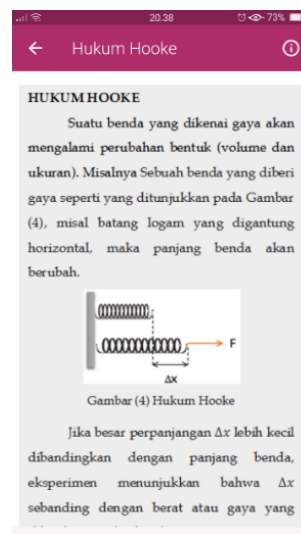 20.38
73%
Hukum Hooke
HUKUM HOOKE
Suatu benda yang dikenai gaya akan
mengalami perubahan bentuk (volume dan
ukuran). Misalnya Sebuah benda yang diberi
gaya seperti yang ditunjukkan pada Gambar
(4), misal batang logam yang digantung
horizontal, maka panjang benda akan
berubah.
F
Δx
Gambar (4) Hukum Hooke
Jika besar perpanjangan Δx lebih kecil
dibandingkan dengan panjang benda,
eksperimen menunjukkan bahwa Δx
sebanding dengan berat atau gaya yang